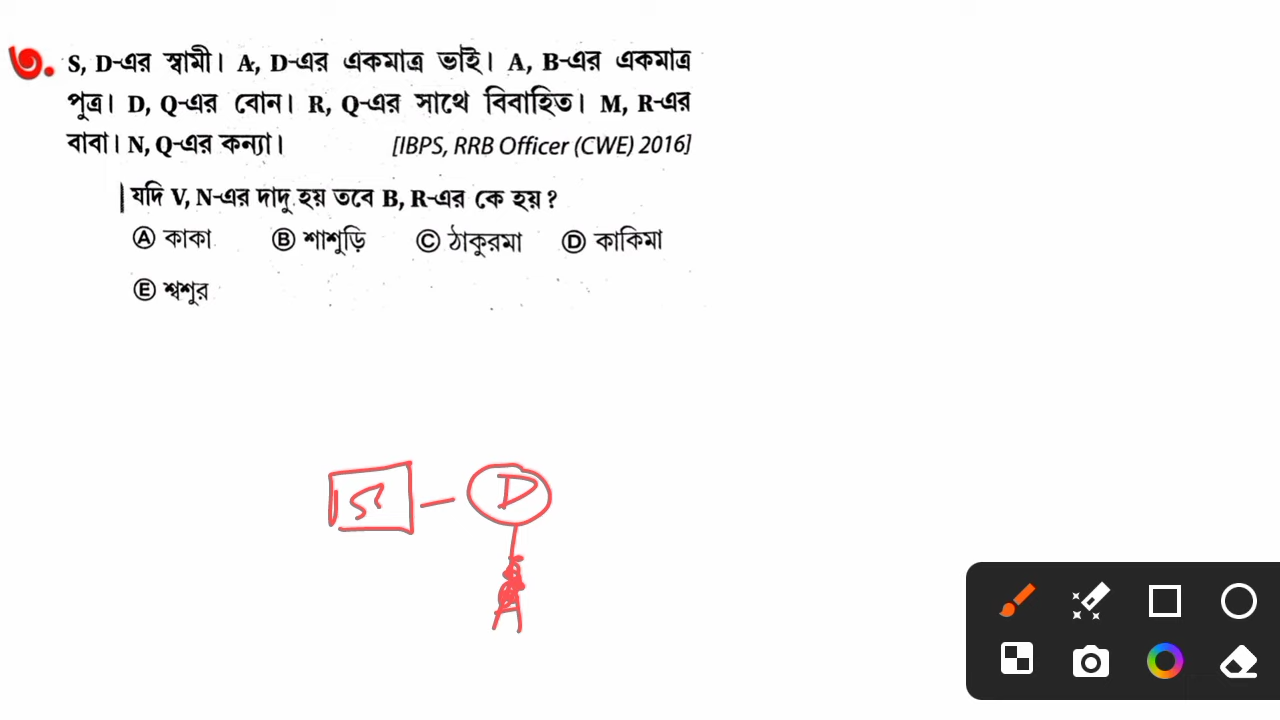 ৩. S, D-এর স্বামী। A, D-এর একমাত্র ভাই। A, B-এর একমাত্র
পুত্র। D, Q-এর বোন। R, Q-এর সাথে বিবাহিত। M, R-এর
বাবা। N, Q-এর কন্যা। [IBPS, RRB Officer (CWE) 2016]
যদি V, N-এর দাদু হয় তবে B, R-এর কে হয় ?
Ⓐ কাকা Ⓑ শাশুড়ি Ⓒ ঠাকুরমা Ⓓ কাকিমা
Ⓔ শ্বশুর
S — D
A